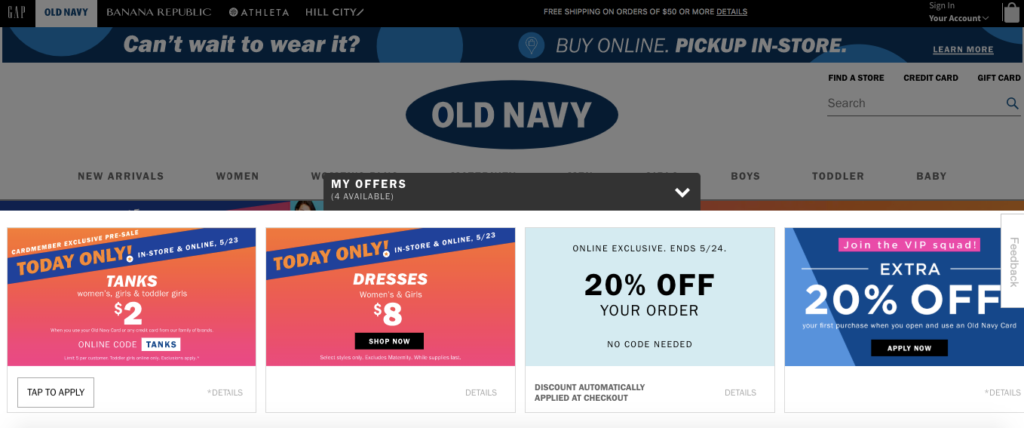 GAP
OLD NAVY
BANANA REPUBLIC
ATHLETA
HILL CITY
FREE SHIPPING ON ORDERS OF $50 OR MORE DETAILS
Sign In
Your Account
Can't wait to wear it?
BUY ONLINE. PICKUP IN-STORE.
LEARN MORE
FIND A STORE
CREDIT CARD
GIFT CARD
OLD NAVY
Search
NEW ARRIVALS
WOMEN
BOYS
TODDLER
BABY
MY OFFERS
(4 AVAILABLE)
CARDMEMBER EXCLUSIVE PRE-SALE
TODAY ONLY! IN-STORE & ONLINE, 5/23
TANKS
women's, girls & toddler girls
$2
When you use your Old Navy Card or any credit card from our family of brands.
ONLINE CODE TANKS
Limit 5 per customer. Toddler girls online only. Exclusions apply.*
TAP TO APPLY
*DETAILS
TODAY ONLY! IN-STORE & ONLINE, 5/23
DRESSES
Women's & Girls
$8
SHOP NOW
Select styles only. Excludes Maternity. While supplies last.
DETAILS
ONLINE EXCLUSIVE. ENDS 5/24.
20% OFF
YOUR ORDER
NO CODE NEEDED
DISCOUNT AUTOMATICALLY
APPLIED AT CHECKOUT
DETAILS
Join the VIP squad!
EXTRA
20% OFF
your first purchase when you open and use an Old Navy Card
APPLY NOW
DETAILS
Feedback